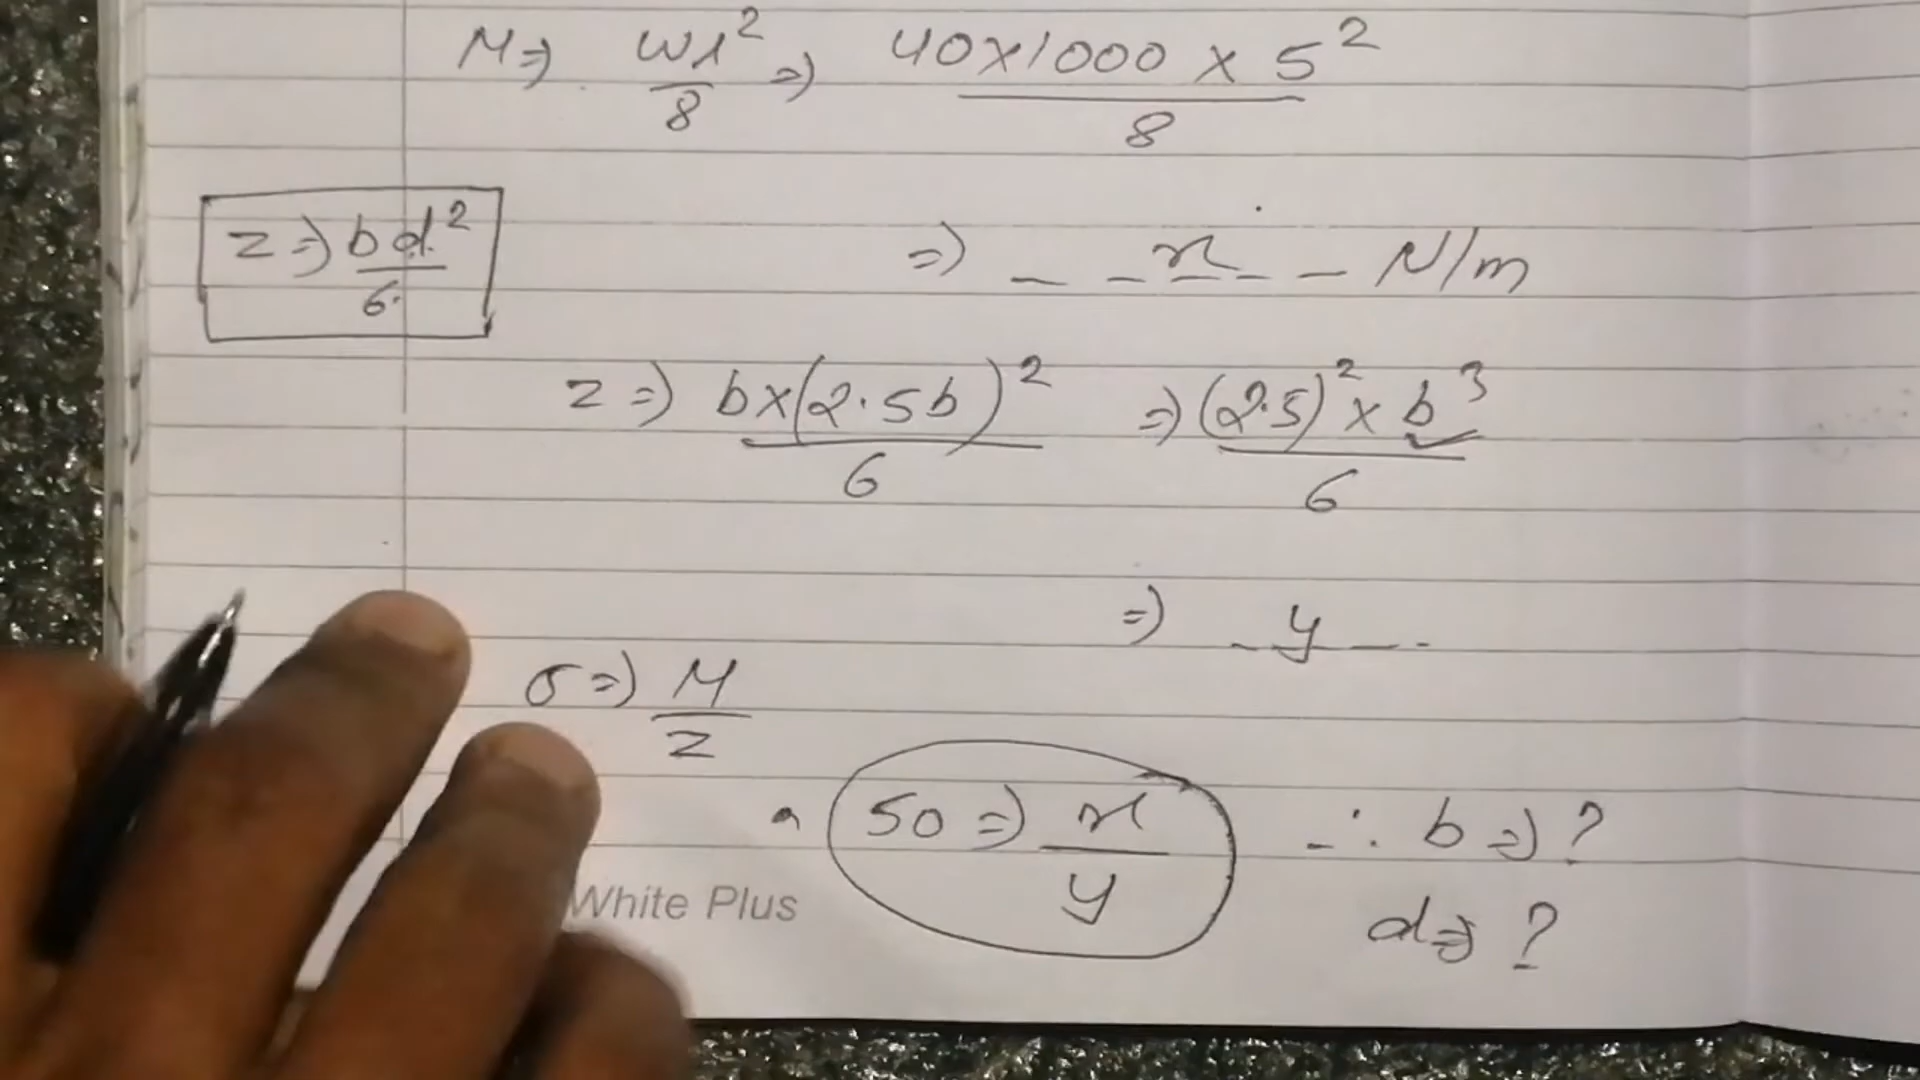 M ⇒ wl²/8 ⇒ 40×1000 × 5²/8
z ⇒ bd²/6
⇒ _ _ x _ _ N/m
z ⇒ b×(2.5b)²/6 ⇒ (2.5)² × b³/6
⇒ _ y _ -
σ ⇒ M/z
50 ⇒ x/y ∴ b ⇒ ?
White Plus
d ⇒ ?